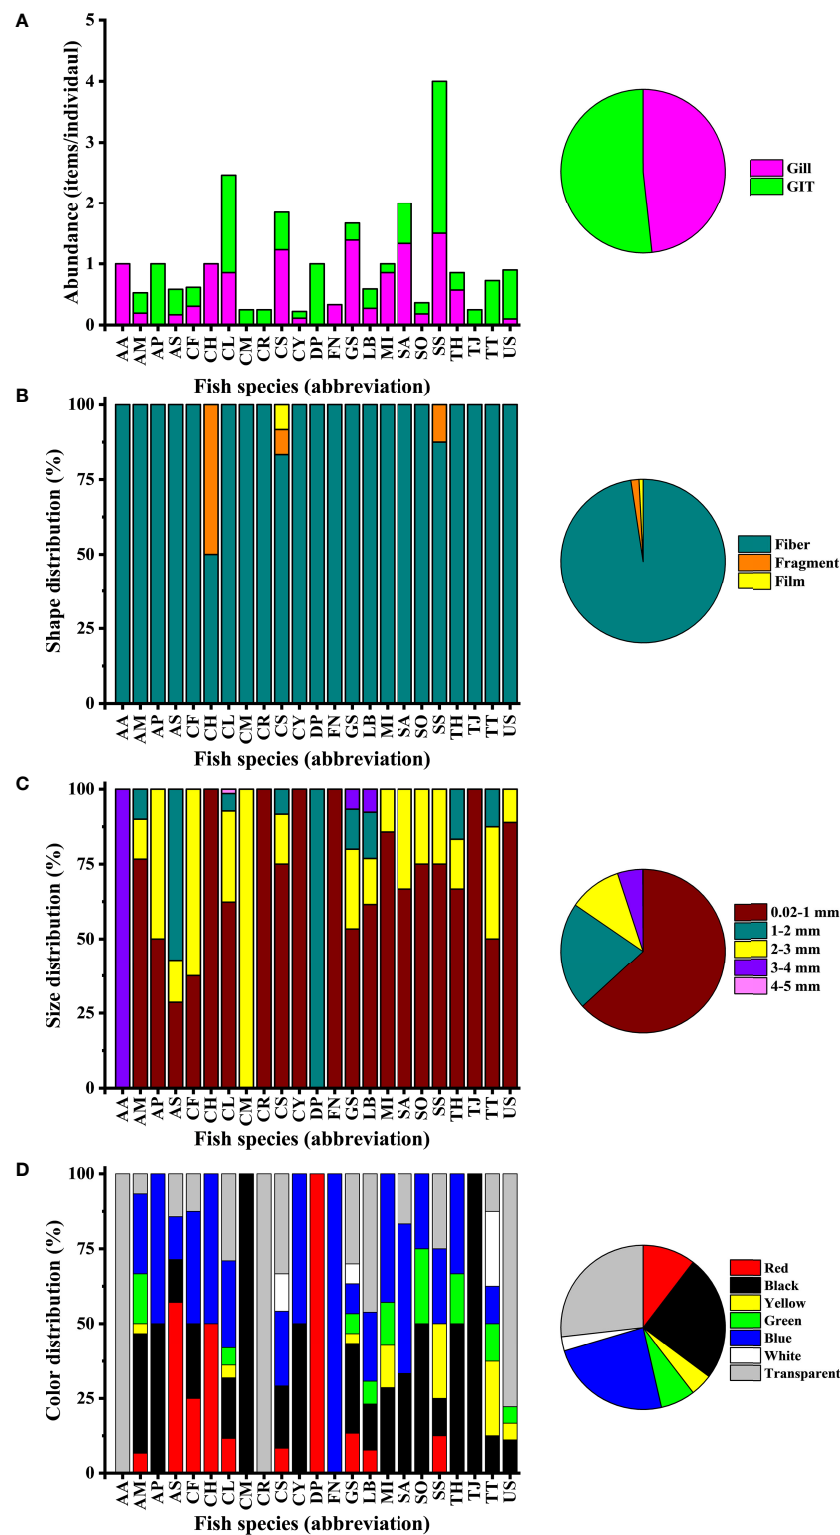 A
Abundance (items/individaul)
5
4
3
2
1
0
AA AM AP AS CF CH CL CM CR CS CY DP FN GS LB MI SA SO SS TH TJ TT US
Fish species (abbreviation)
Gill
GIT
B
Shape distribution (%)
100
75
50
25
0
AA AM AP AS CF CH CL CM CR CS CY DP FN GS LB MI SA SO SS TH TJ TT US
Fish species (abbreviation)
Fiber
Fragment
Film
C
Size distribution (%)
100
75
50
25
0
AA AM AP AS CF CH CL CM CR CS CY DP FN GS LB MI SA SO SS TH TJ TT US
Fish species (abbreviation)
0.02-1 mm
1-2 mm
2-3 mm
3-4 mm
4-5 mm
D
Color distribution (%)
100
75
50
25
0
AA AM AP AS CF CH CL CM CR CS CY DP FN GS LB MI SA SO SS TH TJ TT US
Fish species (abbreviation)
Red
Black
Yellow
Green
Blue
White
Transparent